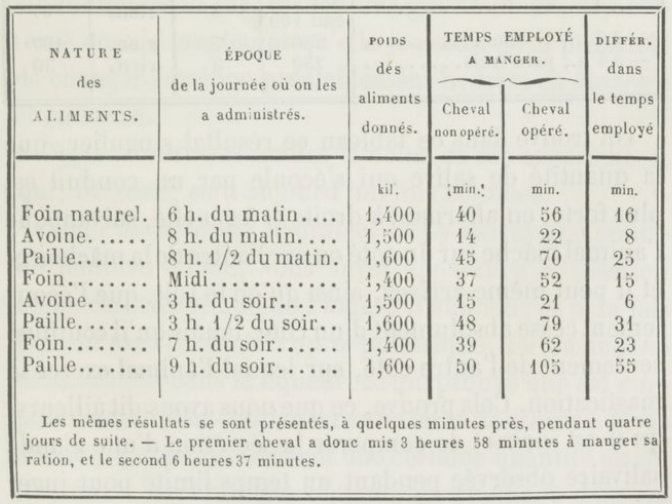 NATURE des ALIMENTS. | ÉPOQUE de la journée où on les a administrés. | POIDS des aliments donnés. | TEMPS EMPLOYÉ A MANGER. Cheval non opéré. | Cheval opéré. | DIFFÉR. dans le temps employé
kil. | min. | min. | min.
Foin naturel. | 6 h. du matin.... | 1,400 | 40 | 56 | 16
Avoine...... | 8 h. du matin.... | 1,500 | 14 | 22 | 8
Paille....... | 8 h. 1/2 du matin. | 1,600 | 45 | 70 | 25
Foin........ | Midi............ | 1,400 | 37 | 52 | 15
Avoine...... | 3 h. du soir...... | 1,500 | 15 | 21 | 6
Paille....... | 3 h. 1/2 du soir.. | 1,600 | 48 | 79 | 31
Foin........ | 7 h. du soir...... | 1,400 | 39 | 62 | 23
Paille....... | 9 h. du soir...... | 1,600 | 50 | 105 | 55
Les mêmes résultats se sont présentés, à quelques minutes près, pendant quatre
jours de suite. — Le premier cheval a donc mis 3 heures 58 minutes à manger sa
ration, et le second 6 heures 37 minutes.